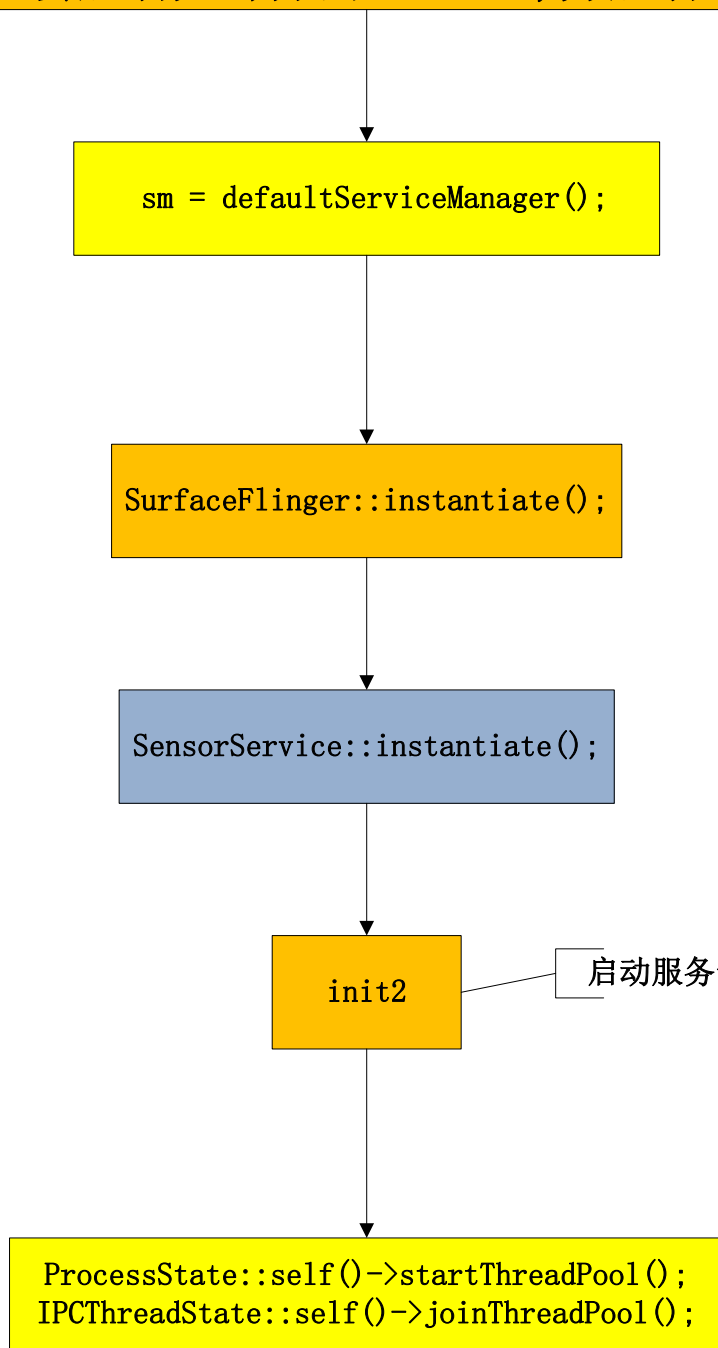 sm = defaultServiceManager();
SurfaceFlinger::instantiate();
SensorService::instantiate();
init2
启动服务
ProcessState::self()->startThreadPool();
IPCThreadState::self()->joinThreadPool();